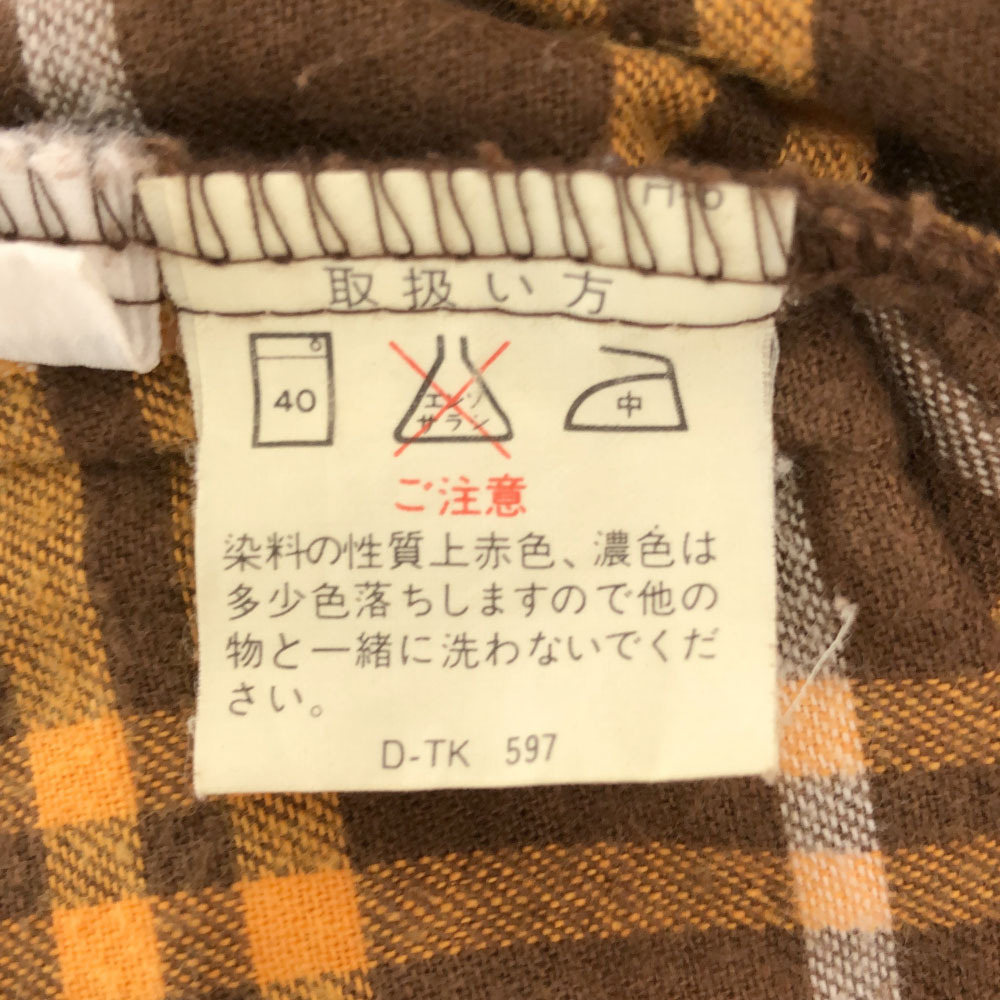 取扱い方
40
エンソ
サラシ
中
ご注意
染料の性質上赤色、濃色は
多少色落ちしますので他の
物と一緒に洗わないでくだ
さい。
D-TK 597